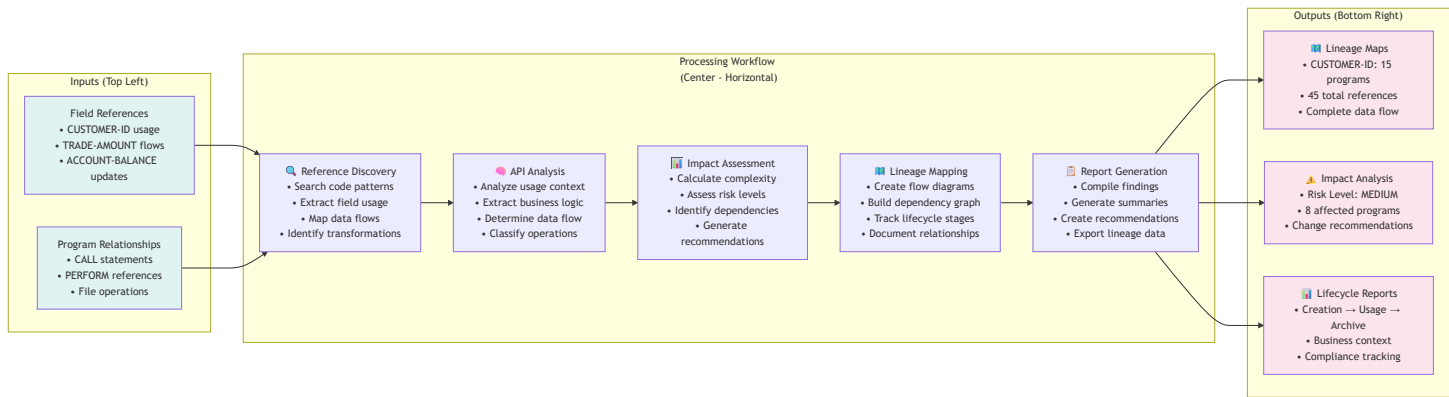 Inputs (Top Left)
Field References
• CUSTOMER-ID usage
• TRADE-AMOUNT flows
• ACCOUNT-BALANCE
updates
Program Relationships
• CALL statements
• PERFORM references
• File operations
Processing Workflow
(Center - Horizontal)
🔍 Reference Discovery
• Search code patterns
• Extract field usage
• Map data flows
• Identify transformations
🧠 API Analysis
• Analyze usage context
• Extract business logic
• Determine data flow
• Classify operations
📊 Impact Assessment
• Calculate complexity
• Assess risk levels
• Identify dependencies
• Generate
recommendations
🗺️ Lineage Mapping
• Create flow diagrams
• Build dependency graph
• Track lifecycle stages
• Document relationships
📋 Report Generation
• Compile findings
• Generate summaries
• Create recommendations
• Export lineage data
Outputs (Bottom Right)
🗺️ Lineage Maps
• CUSTOMER-ID: 15
programs
• 45 total references
• Complete data flow
⚠️ Impact Analysis
• Risk Level: MEDIUM
• 8 affected programs
• Change recommendations
📊 Lifecycle Reports
• Creation → Usage →
Archive
• Business context
• Compliance tracking